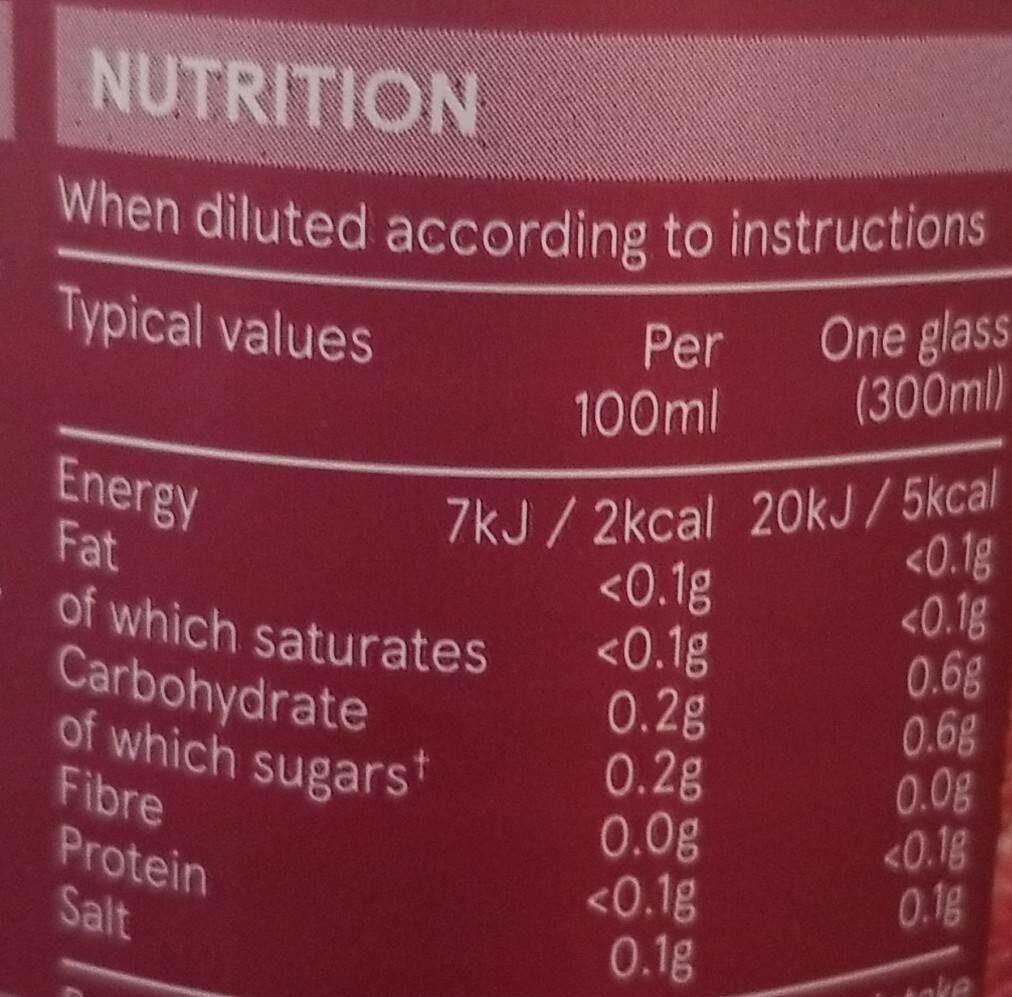 NUTRITION
When diluted according to instructions
Typical values Per One glass
100ml (300ml)
Energy 7kJ / 2kcal 20kJ / 5kcal
Fat <0.1g <0.1g
of which saturates <0.1g <0.1g
Carbohydrate 0.2g 0.6g
of which sugars† 0.2g 0.6g
Fibre 0.0g 0.0g
Protein <0.1g <0.1g
Salt 0.1g 0.1g